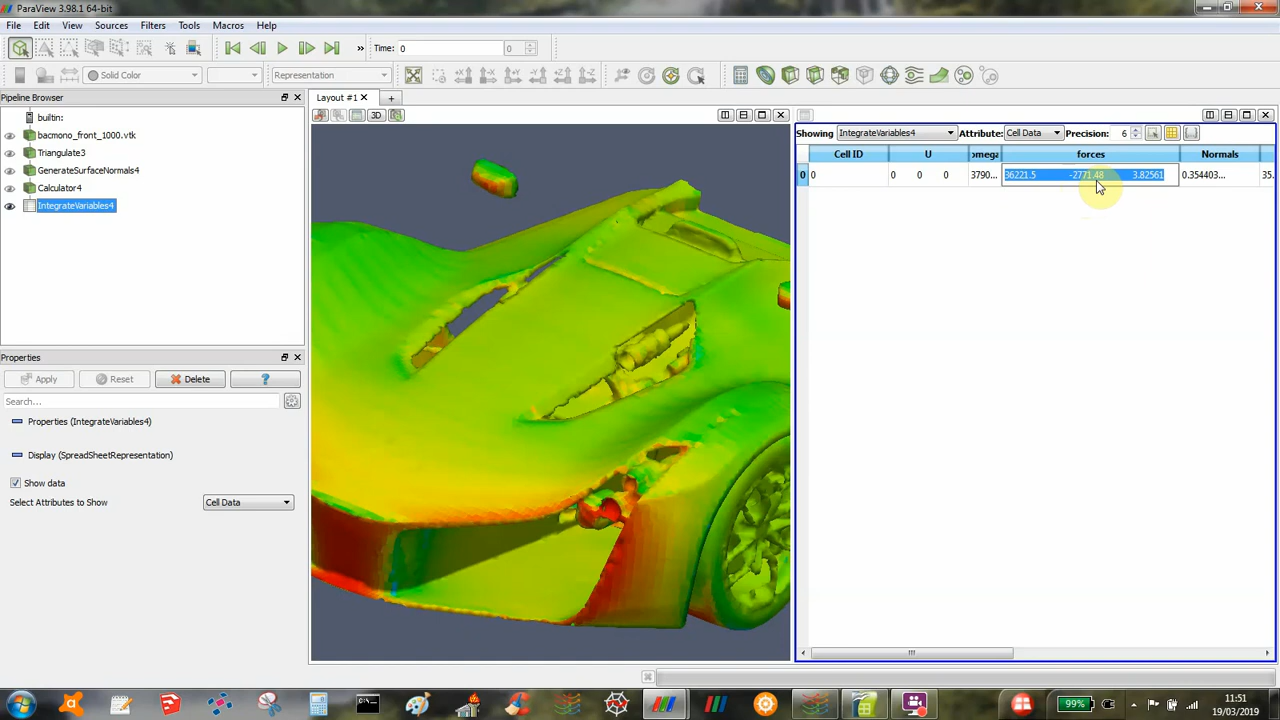 ParaView 3.98.1 64-bit
File Edit View Sources Filters Tools Macros Help
» Time: 0 0
Solid Color Representation
Pipeline Browser
builtin:
bacmono_front_1000.vtk
Triangulate3
GenerateSurfaceNormals4
Calculator4
IntegrateVariables4
Properties
Apply Reset Delete ?
Search...
Properties (IntegrateVariables4)
Display (SpreadSheetRepresentation)
Show data
Select Attributes to Show Cell Data
Layout #1
3D
Showing IntegrateVariables4 Attribute: Cell Data Precision: 6
Cell ID U omega forces Normals
0 0 0 0 0 3790... 36221.5 -2771.48 3.82561 0.354403... 35.
99% 11:51
19/03/2019